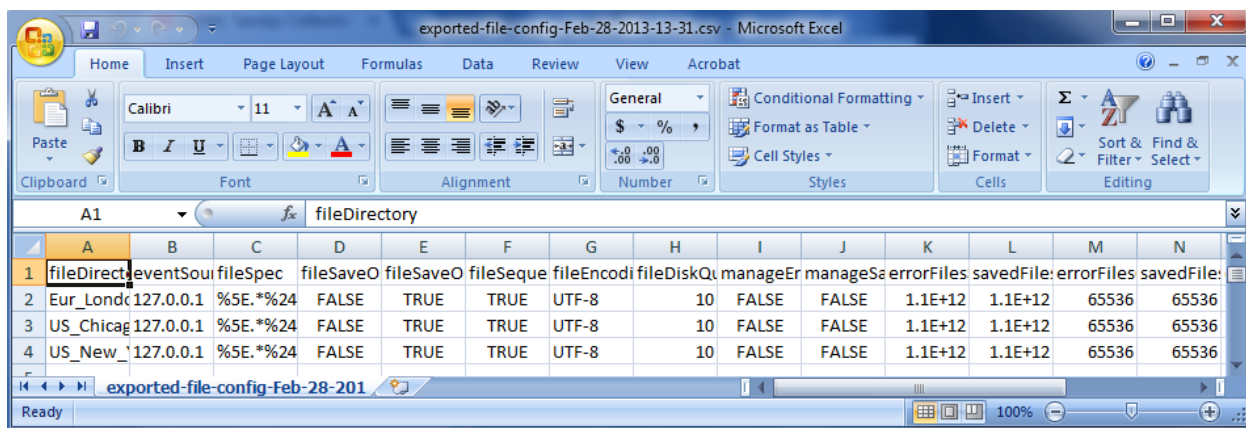 exported-file-config-Feb-28-2013-13-31.csv - Microsoft Excel
Home Insert Page Layout Formulas Data Review View Acrobat
Paste
Clipboard
Calibri 11
B I U
Font
Alignment
General
$ % ,
Number
Conditional Formatting
Format as Table
Cell Styles
Styles
Insert
Delete
Format
Cells
Σ
Sort & Filter
Find & Select
Editing
A1 fx fileDirectory
A B C D E F G H I J K L M N
1 fileDirect eventSou fileSpec fileSaveO fileSaveO fileSeque fileEncodi fileDiskQu manageEr manageSa errorFiles savedFile errorFiles savedFile
2 Eur_Londo 127.0.0.1 %5E.*%24 FALSE TRUE TRUE UTF-8 10 FALSE FALSE 1.1E+12 1.1E+12 65536 65536
3 US_Chicag 127.0.0.1 %5E.*%24 FALSE TRUE TRUE UTF-8 10 FALSE FALSE 1.1E+12 1.1E+12 65536 65536
4 US_New_Y 127.0.0.1 %5E.*%24 FALSE TRUE TRUE UTF-8 10 FALSE FALSE 1.1E+12 1.1E+12 65536 65536
exported-file-config-Feb-28-201
Ready 100%